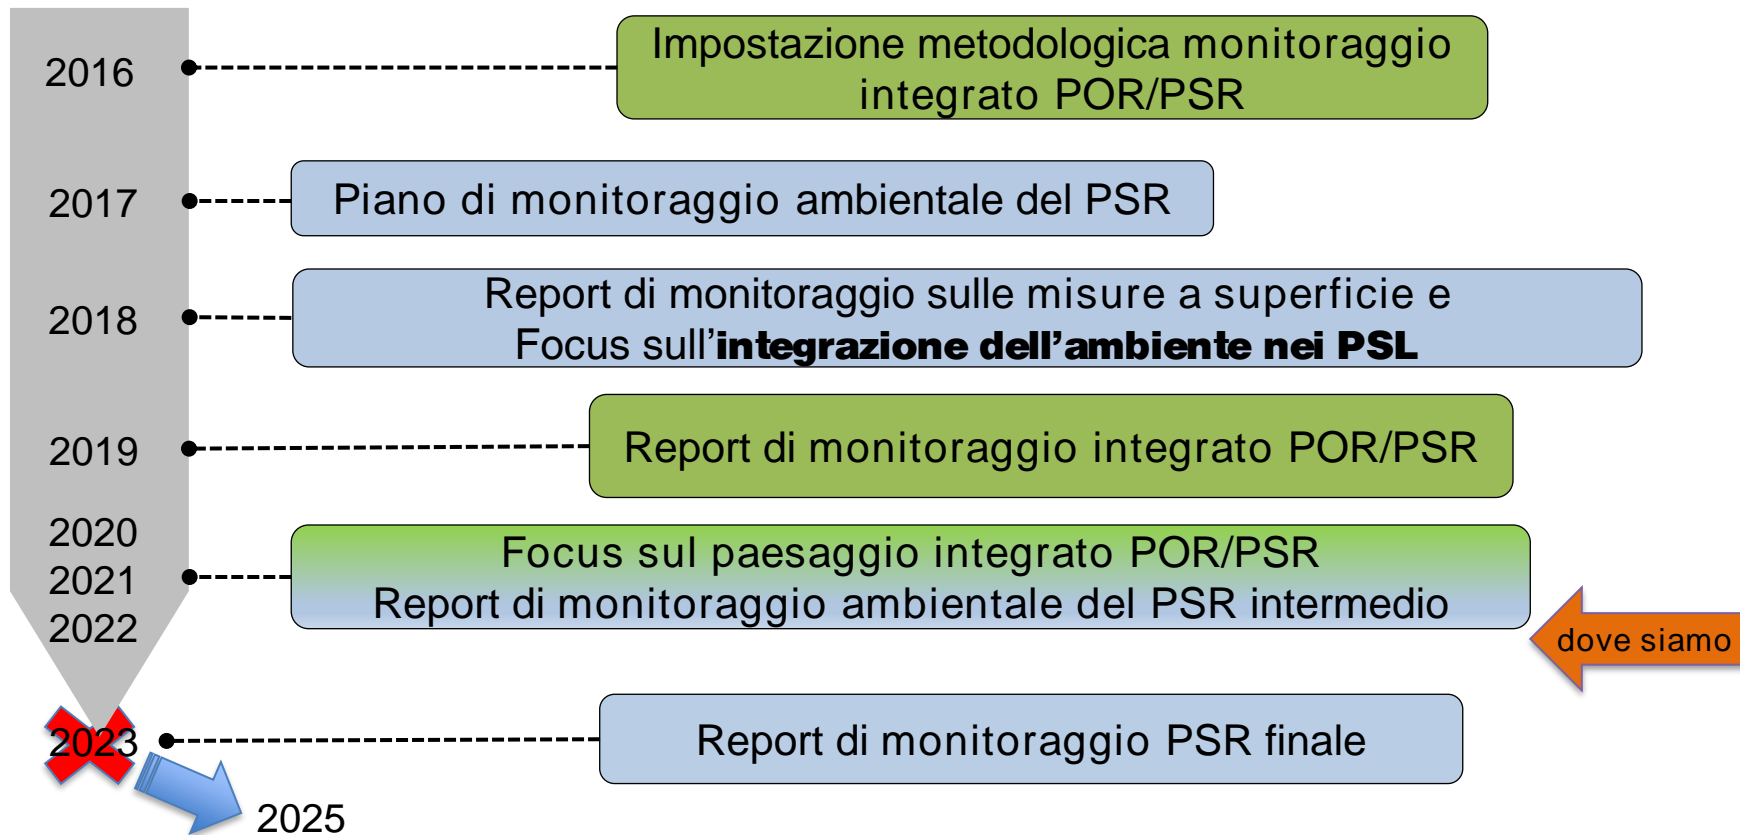 2016
Impostazione metodologica monitoraggio
integrato POR/PSR
2017
Piano di monitoraggio ambientale del PSR
2018
Report di monitoraggio sulle misure a superficie e
Focus sull’integrazione dell’ambiente nei PSL
2019
Report di monitoraggio integrato POR/PSR
2020
2021
2022
Focus sul paesaggio integrato POR/PSR
Report di monitoraggio ambientale del PSR intermedio
dove siamo
2023
Report di monitoraggio PSR finale
2025